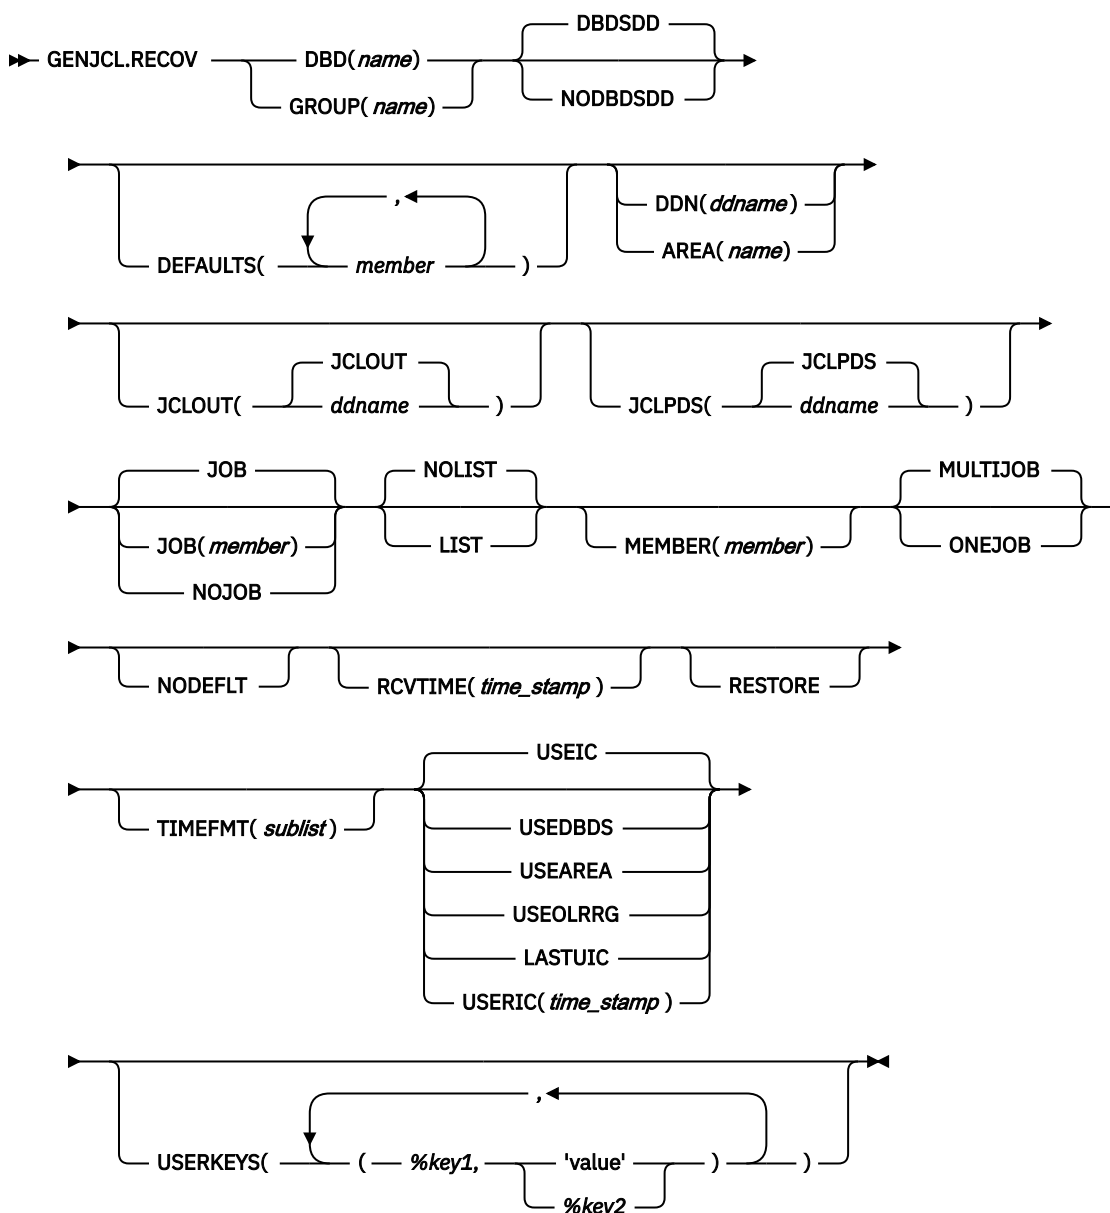 DBDSDD
GENJCL.RECOV DBD(name)
NODBDSDD
GROUP(name)
,
DDN(ddname)
AREA(name)
DEFAULTS( member )
JCLOUT JCLPDS
JCLOUT( ddname ) JCLPDS( ddname )
JOB NOLIST MULTIJOB
JOB(member) LIST MEMBER(member) ONEJOB
NOJOB
NODEFLT RCVTIME(time_stamp) RESTORE
USEIC
TIMEFMT(sublist) USEDBDS
USEAREA
USEOLRRG
LASTUIC
USERIC(time_stamp)
,
USERKEYS( ( %key1, 'value' ) )
%key2